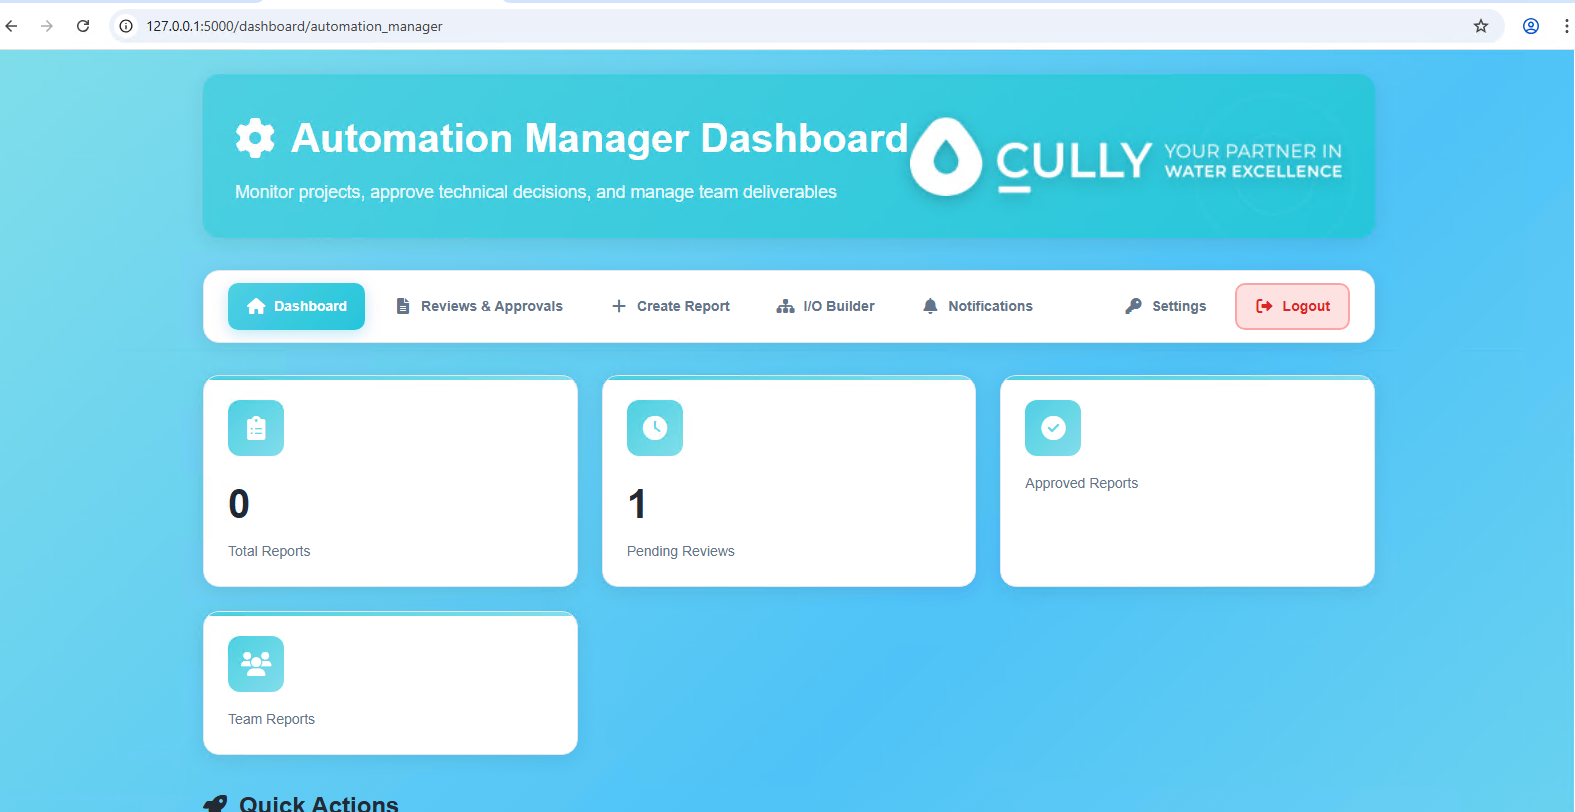 127.0.0.1:5000/dashboard/automation_manager
Automation Manager Dashboard
Monitor projects, approve technical decisions, and manage team deliverables
CULLY
YOUR PARTNER IN
WATER EXCELLENCE
Dashboard
Reviews & Approvals
Create Report
I/O Builder
Notifications
Settings
Logout
0
Total Reports
1
Pending Reviews
Approved Reports
Team Reports
Quick Actions